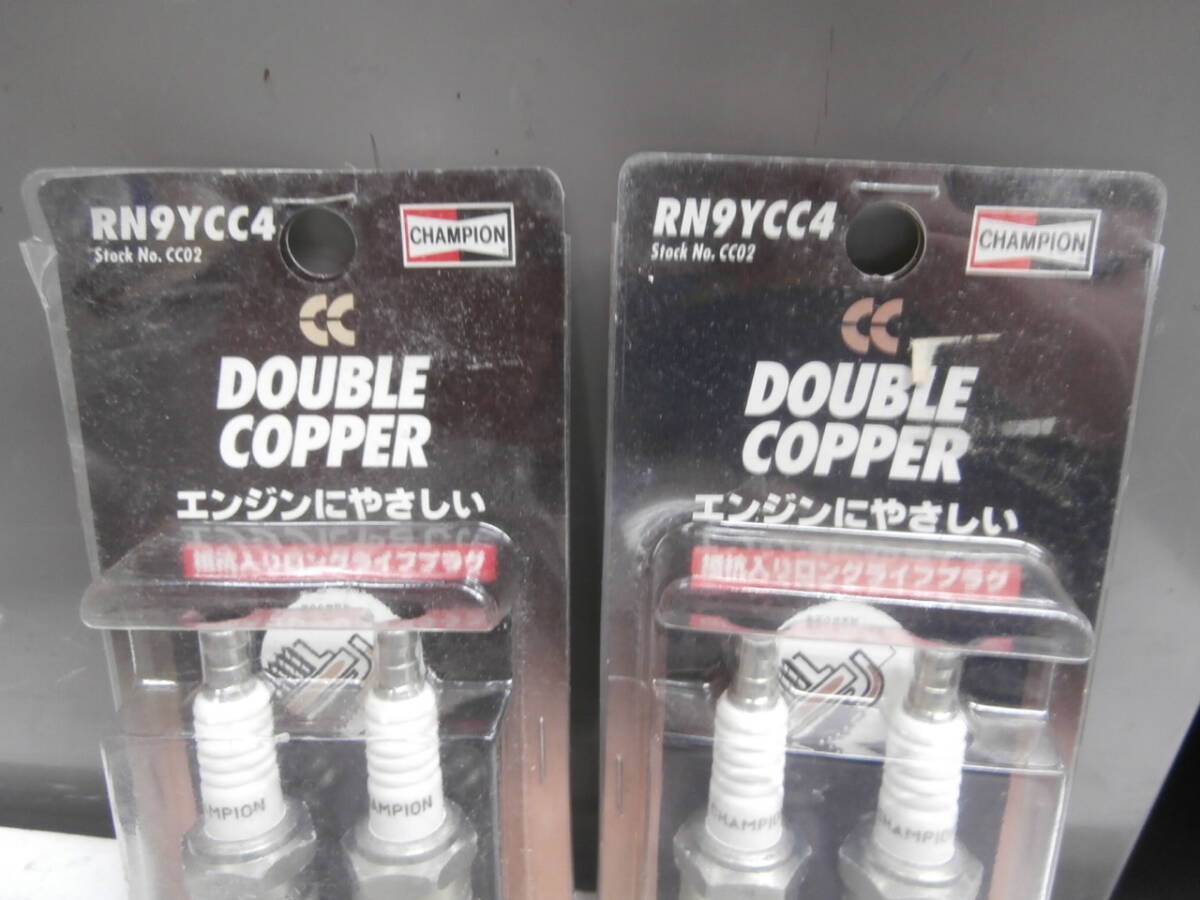 RN9YCC4
Stock No. CC02
CHAMPION
CC
DOUBLE
COPPER
エンジンにやさしい
抵抗入りロングライフプラグ
AMPION
HAMPION
RN9YCC4
Stock No. CC02
CHAMPION
CC
DOUBLE
COPPER
エンジンにやさしい
抵抗入りロングライフプラグ
CHAMPION
CHAMPION